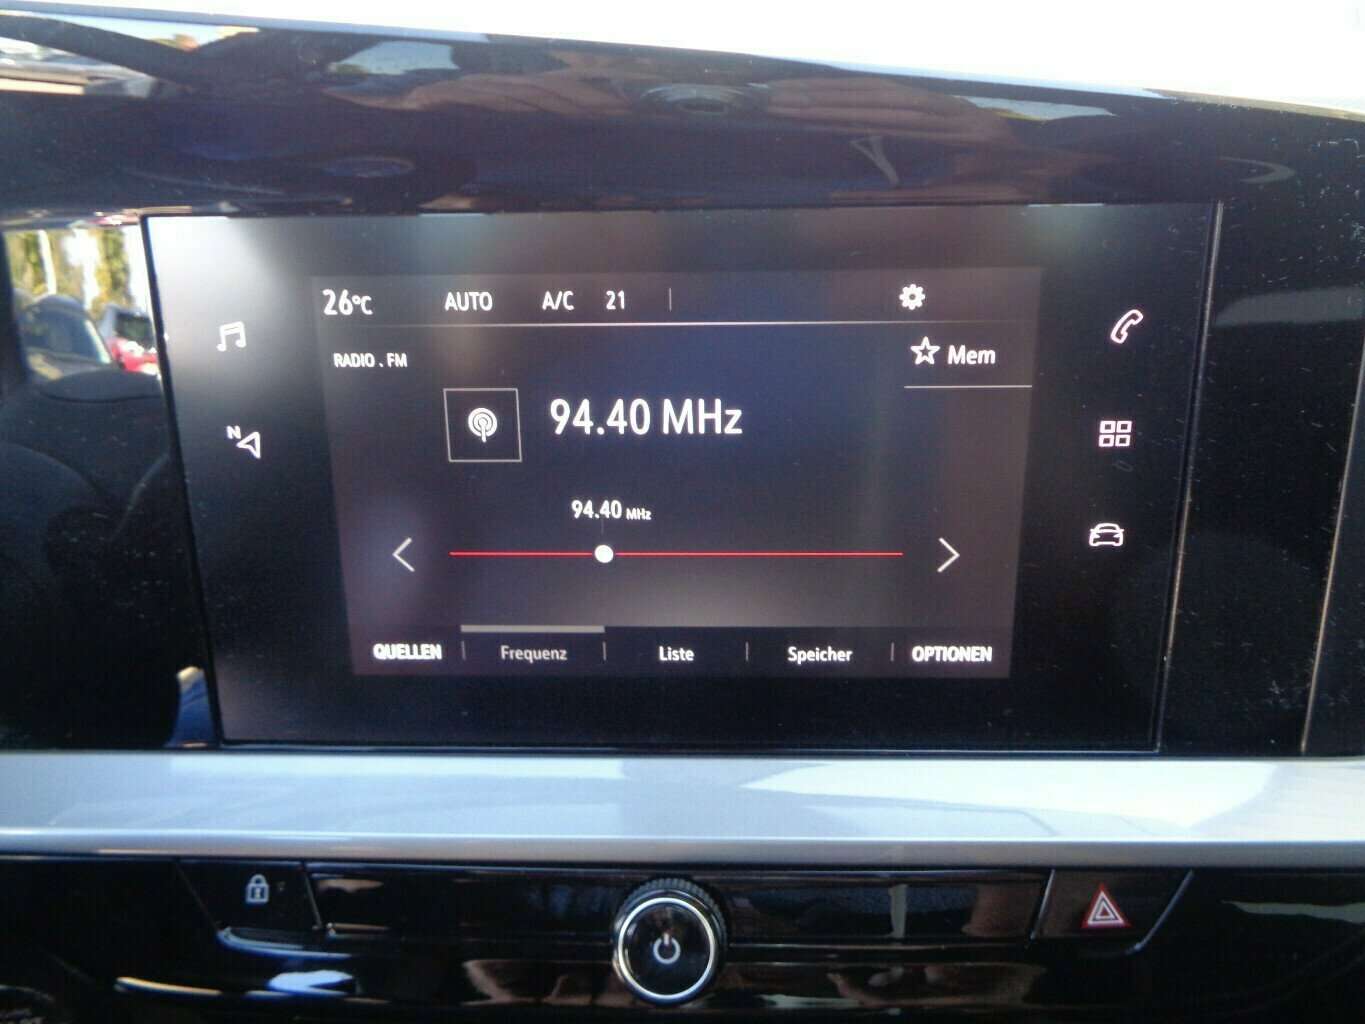 26°C AUTO A/C 21
RADIO . FM
Mem
94.40 MHz
94.40 MHz
N
QUELLEN Frequenz Liste Speicher OPTIONEN